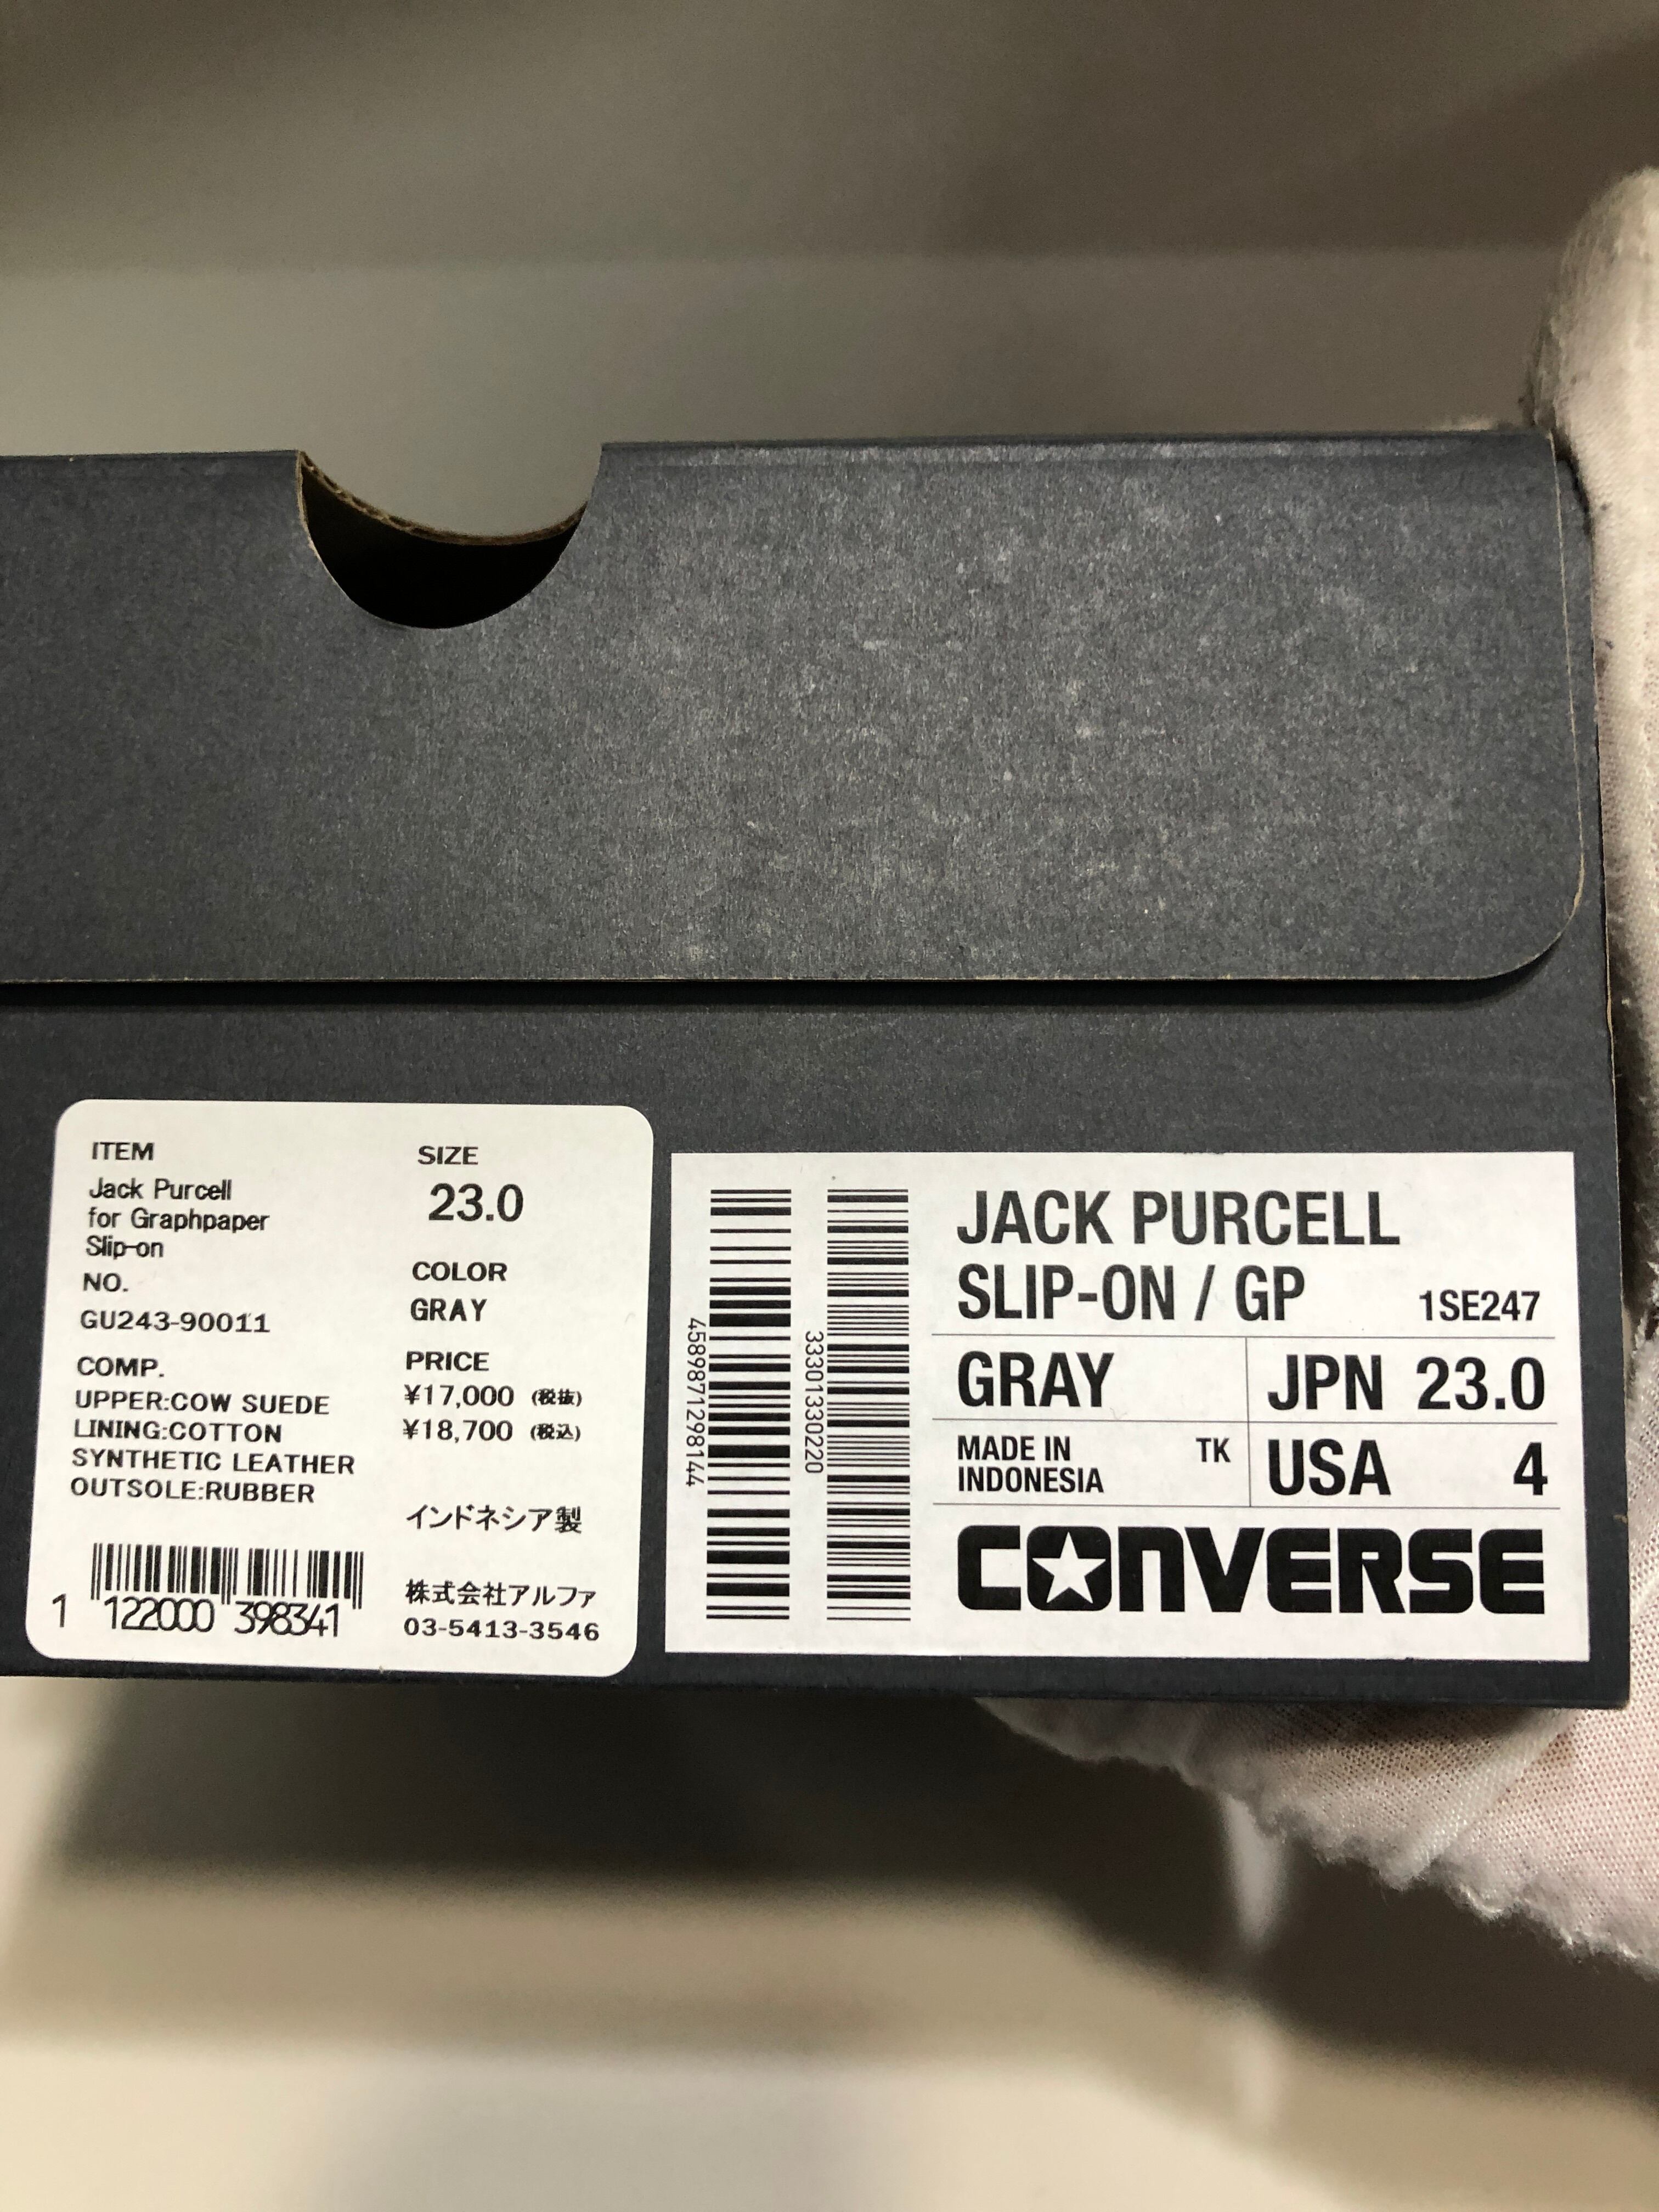 ITEM
Jack Purcell
for Graphpaper
Slip-on
NO.
GU243-90011
COMP.
UPPER:COW SUEDE
LINING:COTTON
SYNTHETIC LEATHER
OUTSOLE:RUBBER
1 122000 398341
SIZE
23.0
COLOR
GRAY
PRICE
¥17,000 (税抜)
¥18,700 (税込)
インドネシア製
株式会社アルファ
03-5413-3546
4589871298144
33301330220
JACK PURCELL
SLIP-ON / GP 1SE247
GRAY JPN 23.0
MADE IN
INDONESIA TK USA 4
CONVERSE